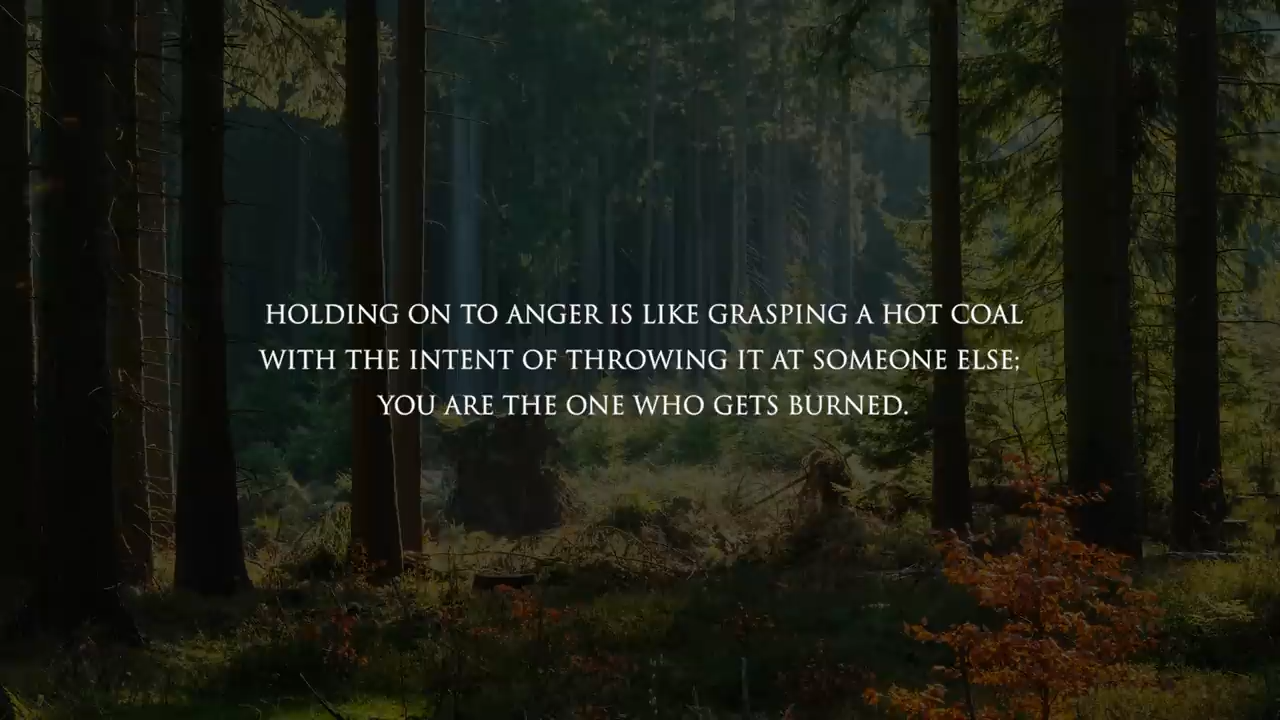 HOLDING ON TO ANGER IS LIKE GRASPING A HOT COAL
WITH THE INTENT OF THROWING IT AT SOMEONE ELSE;
YOU ARE THE ONE WHO GETS BURNED.